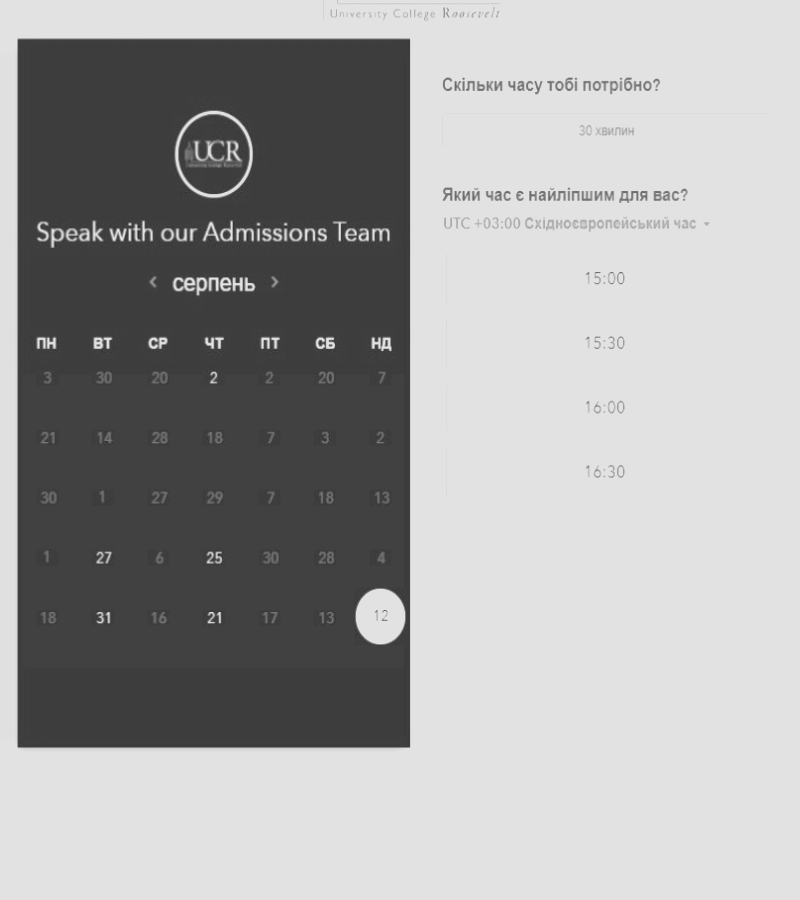 University College Roosevelt
UCR
Speak with our Admissions Team
серпень
ПН ВТ СР ЧТ ПТ СБ НД
3 30 20 2 2 20 7
21 14 28 18 7 3 2
30 1 27 29 7 18 13
1 27 6 25 30 28 4
18 31 16 21 17 13 12
Скільки часу тобі потрібно?
30 хвилин
Який час є найліпшим для вас?
UTC +03:00 Східноєвропейський час
15:00
15:30
16:00
16:30